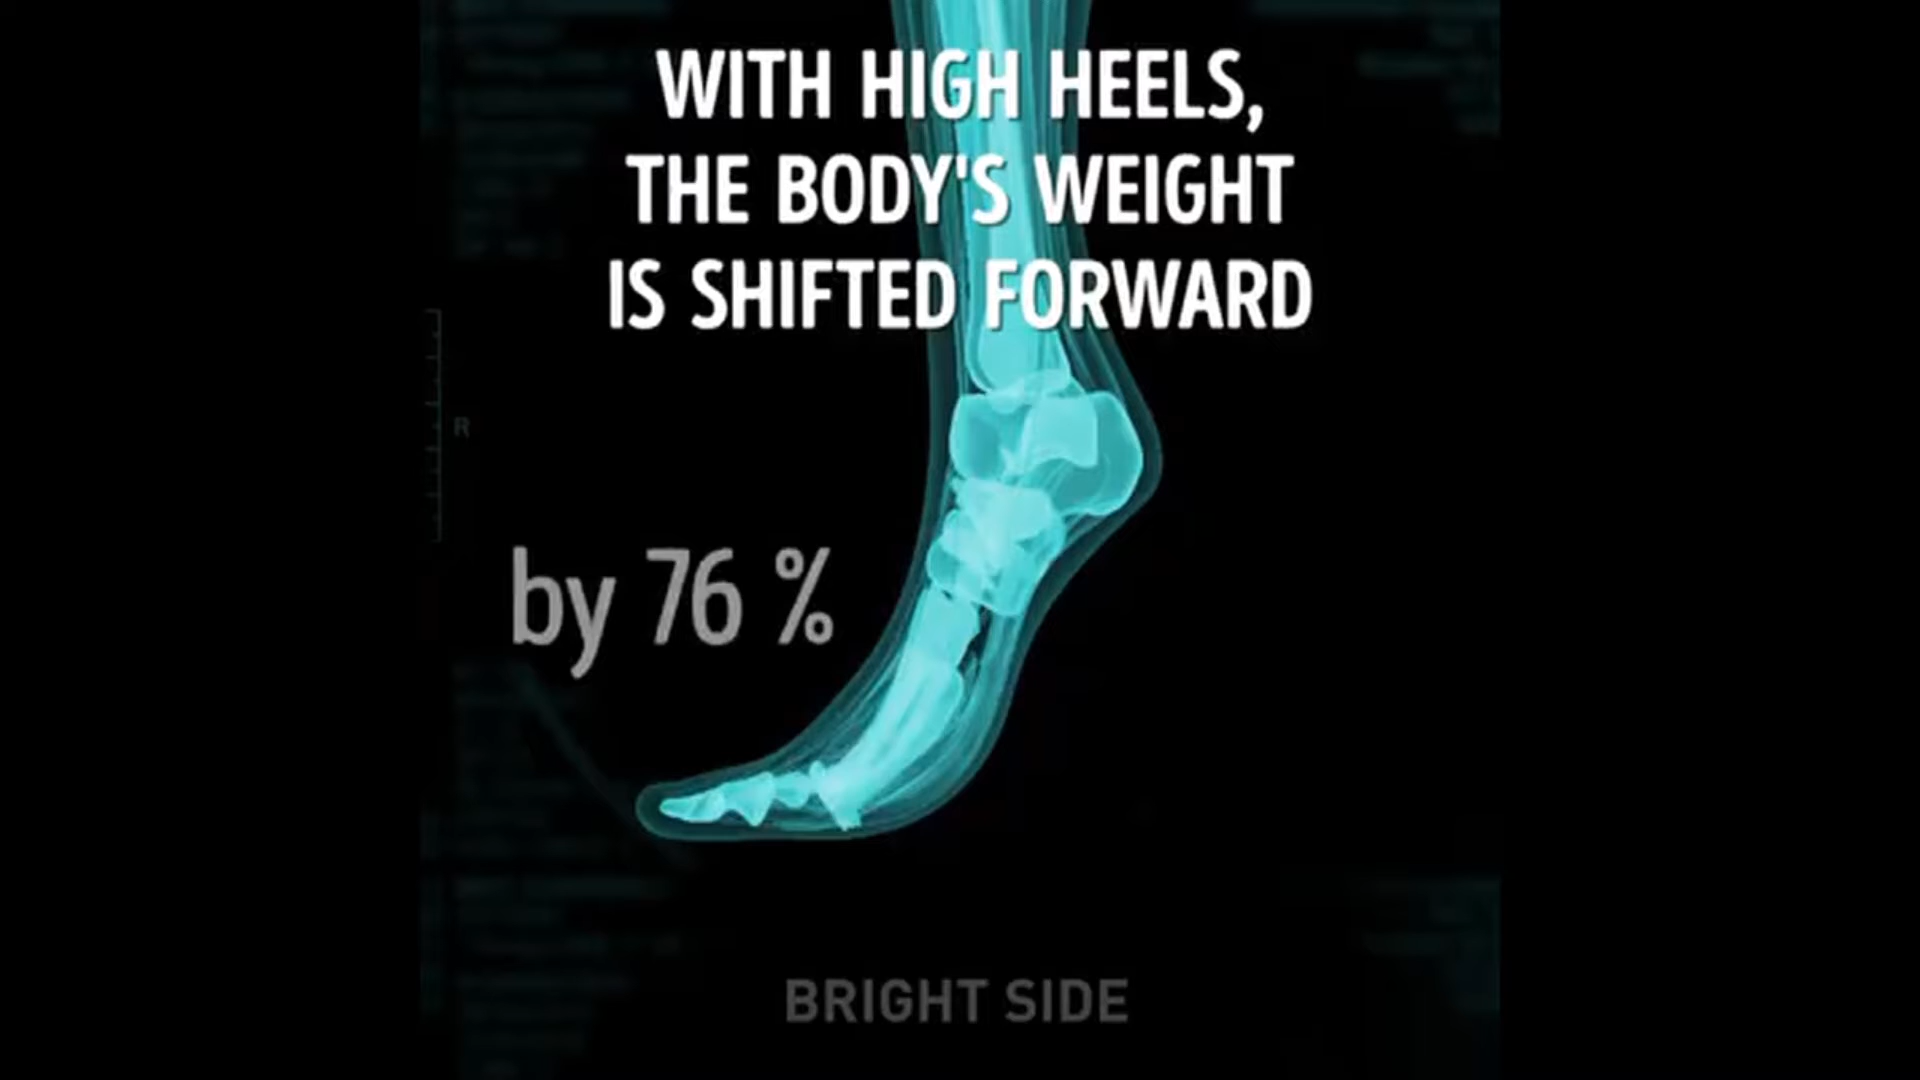 WITH HIGH HEELS,
THE BODY'S WEIGHT
IS SHIFTED FORWARD
R
by 76 %
BRIGHT SIDE